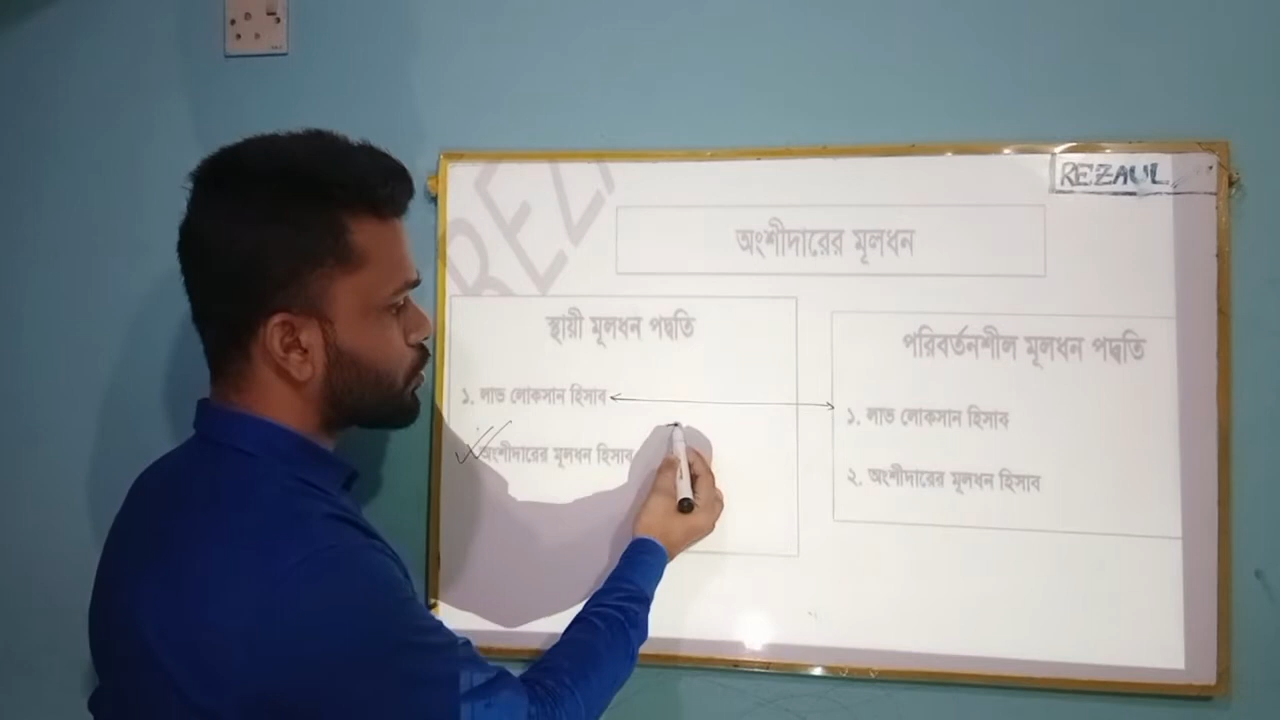 REZAUL
অংশীদারের মূলধন
স্থায়ী মূলধন পদ্ধতি
১. লাভ লোকসান হিসাব
অংশীদারের মূলধন হিসাব
পরিবর্তনশীল মূলধন পদ্ধতি
১. লাভ লোকসান হিসাব
২. অংশীদারের মূলধন হিসাব